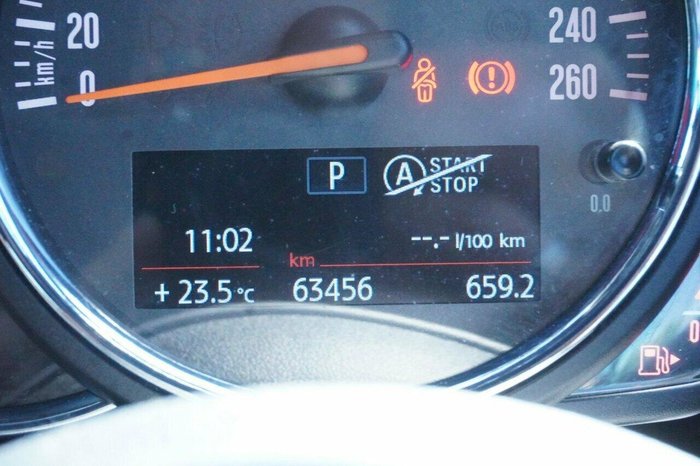 20
km/h
0
240
260
P
A START
STOP
0.0
11:02
--.- l/100 km
km
+ 23.5 °C
63456
659.2
0